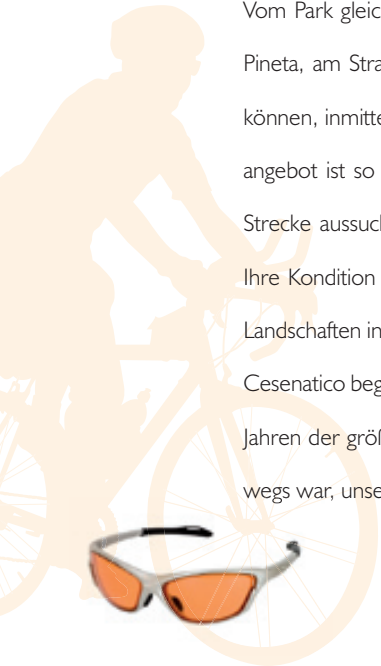 Vom Park gleic
Pineta, am Stra
können, inmitte
angebot ist so
Strecke aussuch
Ihre Kondition
Landschaften in
Cesenatico beg
Jahren der größ
wegs war, unse